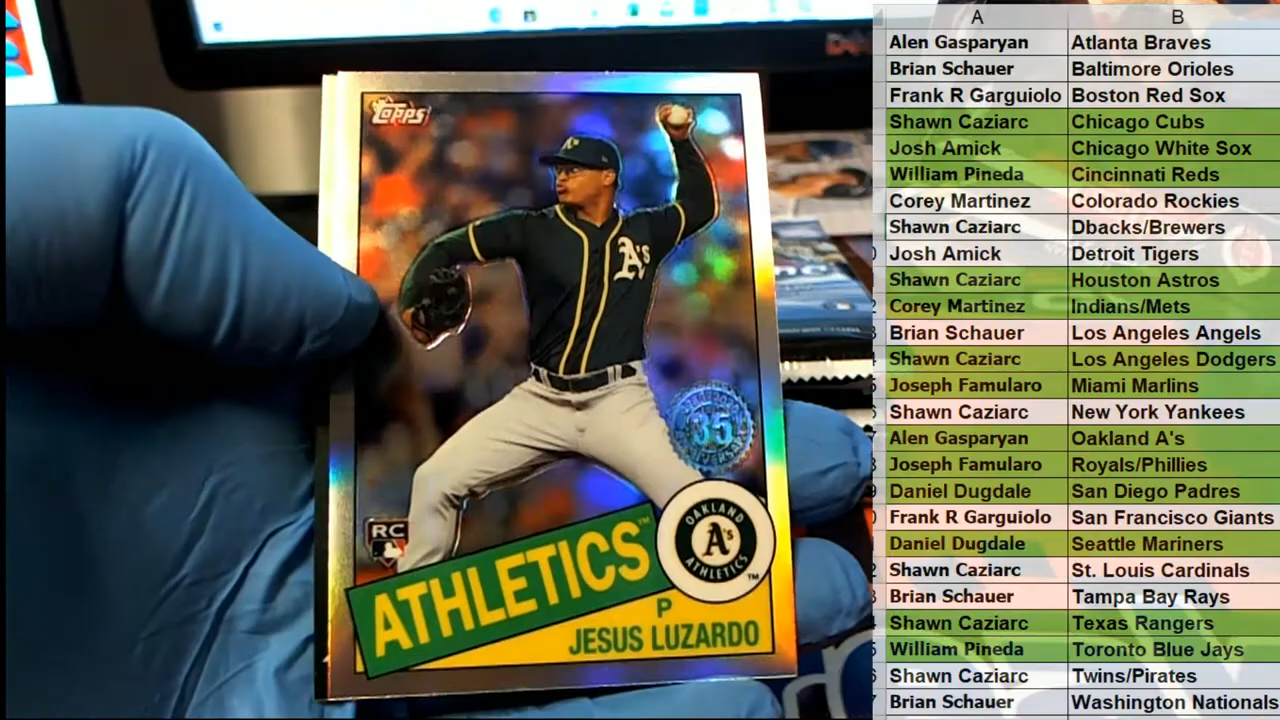 Topps
A's
35
RC
ATHLETICS™
P
JESUS LUZARDO
OAKLAND
A's
ATHLETICS
TM
A B
Alen Gasparyan Atlanta Braves
Brian Schauer Baltimore Orioles
Frank R Garguiolo Boston Red Sox
Shawn Caziarc Chicago Cubs
Josh Amick Chicago White Sox
William Pineda Cincinnati Reds
Corey Martinez Colorado Rockies
Shawn Caziarc Dbacks/Brewers
Josh Amick Detroit Tigers
Shawn Caziarc Houston Astros
Corey Martinez Indians/Mets
Brian Schauer Los Angeles Angels
Shawn Caziarc Los Angeles Dodgers
Joseph Famularo Miami Marlins
Shawn Caziarc New York Yankees
Alen Gasparyan Oakland A's
Joseph Famularo Royals/Phillies
Daniel Dugdale San Diego Padres
Frank R Garguiolo San Francisco Giants
Daniel Dugdale Seattle Mariners
Shawn Caziarc St. Louis Cardinals
Brian Schauer Tampa Bay Rays
Shawn Caziarc Texas Rangers
William Pineda Toronto Blue Jays
Shawn Caziarc Twins/Pirates
Brian Schauer Washington Nationals